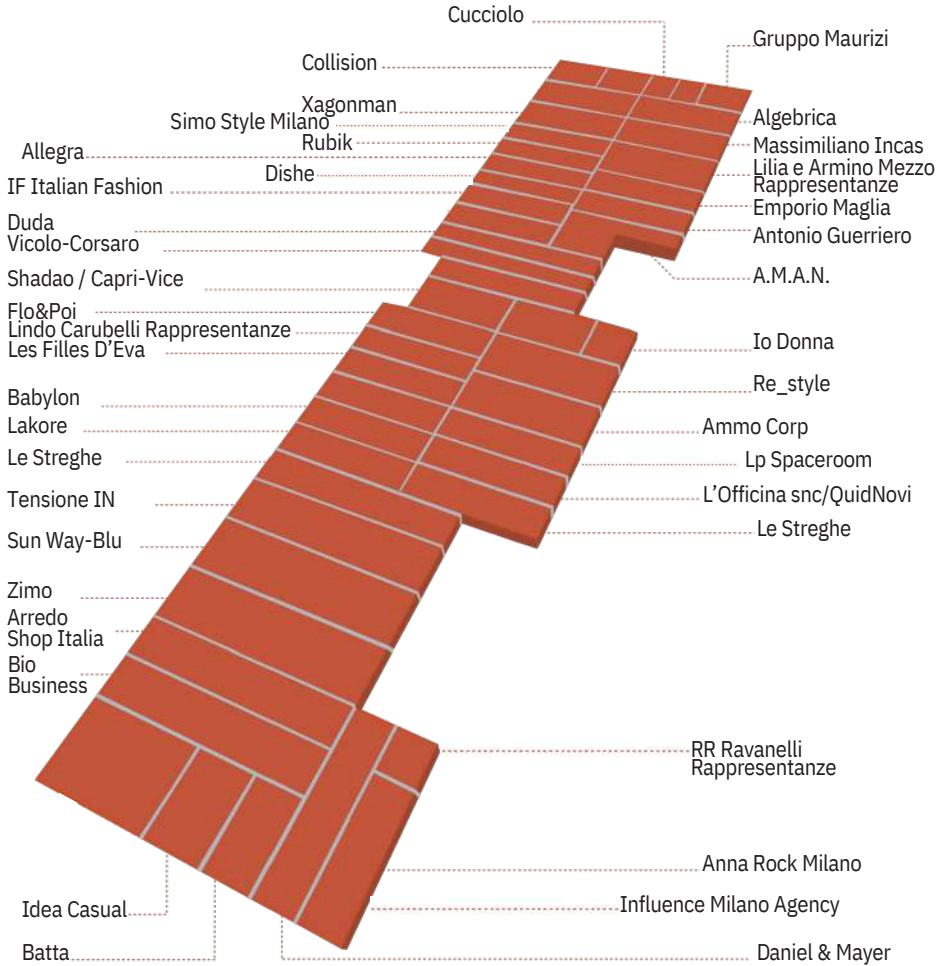 Cucciolo
Gruppo Maurizi
Collision
Xagonman
Simo Style Milano
Rubik
Allegra
Dishe
IF Italian Fashion
Duda
Vicolo-Corsaro
Shadao / Capri-Vice
Flo&Poi
Lindo Carubelli Rappresentanze
Les Filles D’Eva
Babylon
Lakore
Le Streghe
Tensione IN
Sun Way-Blu
Zimo
Arredo
Shop Italia
Bio
Business
Idea Casual
Batta
Algebrica
Massimiliano Incas
Lilia e Armino Mezzo
Rappresentanze
Emporio Maglia
Antonio Guerriero
A.M.A.N.
Io Donna
Re_style
Ammo Corp
Lp Spaceroom
L’Officina snc/QuidNovi
Le Streghe
RR Ravanelli
Rappresentanze
Anna Rock Milano
Influence Milano Agency
Daniel & Mayer